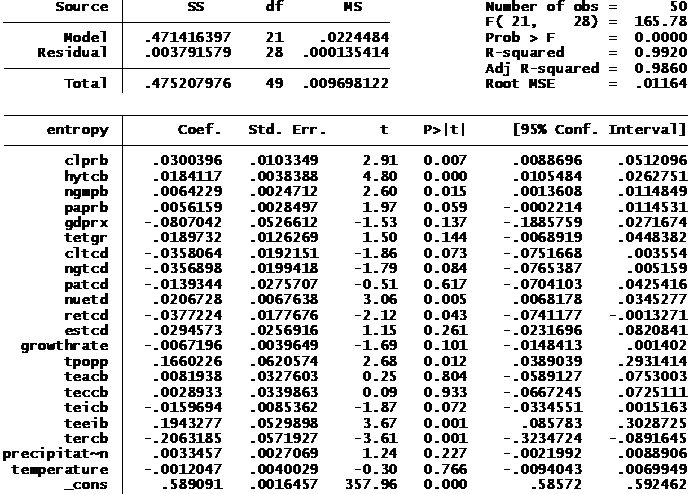 Source SS df MS Number of obs = 50
F( 21, 28) = 165.78
Model .471416397 21 .0224484 Prob > F = 0.0000
Residual .003791579 28 .000135414 R-squared = 0.9920
Adj R-squared = 0.9860
Total .475207976 49 .009698122 Root MSE = .01164
entropy Coef. Std. Err. t P>|t| [95% Conf. Interval]
clprb .0300396 .0103349 2.91 0.007 .0088696 .0512096
hytcb .0184117 .0038388 4.80 0.000 .0105484 .0262751
ngmpb .0064229 .0024712 2.60 0.015 .0013608 .0114849
paprb .0056159 .0028497 1.97 0.059 -.0002214 .0114531
gdprx -.0807042 .0526612 -1.53 0.137 -.1885759 .0271674
tetgr .0189732 .0126269 1.50 0.144 -.0068919 .0448382
cltcd -.0358064 .0192151 -1.86 0.073 -.0751668 .003554
ngtcd -.0356898 .0199418 -1.79 0.084 -.0765387 .005159
patcd -.0139344 .0275707 -0.51 0.617 -.0704103 .0425416
nuetd .0206728 .0067638 3.06 0.005 .0068178 .0345277
retcd -.0377224 .0177676 -2.12 0.043 -.0741177 -.0013271
estcd .0294573 .0256916 1.15 0.261 -.0231696 .0820841
growthrate -.0067196 .0039649 -1.69 0.101 -.0148413 .001402
tpopp .1660226 .0620574 2.68 0.012 .0389039 .2931414
teacb .0081938 .0327603 0.25 0.804 -.0589127 .0753003
teccb .0028933 .0339863 0.09 0.933 -.0667245 .0725111
teicb -.0159694 .0085362 -1.87 0.072 -.0334551 .0015163
teeib .1943277 .0529898 3.67 0.001 .085783 .3028725
tercb -.2063185 .0571927 -3.61 0.001 -.3234724 -.0891645
precipitat~n .0033457 .0027069 1.24 0.227 -.0021992 .0088906
temperature -.0012047 .0040029 -0.30 0.766 -.0094043 .0069949
_cons .589091 .0016457 357.96 0.000 .58572 .592462